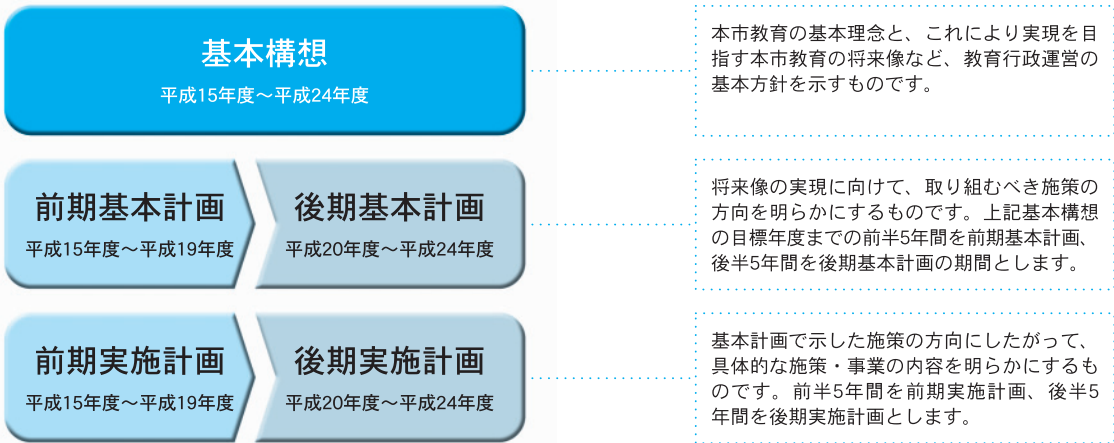 基本構想
平成15年度～平成24年度
本市教育の基本理念と、これにより実現を目
指す本市教育の将来像など、教育行政運営の
基本方針を示すものです。
前期基本計画
平成15年度～平成19年度
後期基本計画
平成20年度～平成24年度
将来像の実現に向けて、取り組むべき施策の
方向を明らかにするものです。上記基本構想
の目標年度までの前半5年間を前期基本計画、
後半5年間を後期基本計画の期間とします。
前期実施計画
平成15年度～平成19年度
後期実施計画
平成20年度～平成24年度
基本計画で示した施策の方向にしたがって、
具体的な施策・事業の内容を明らかにするも
のです。前半5年間を前期実施計画、後半5
年間を後期実施計画とします。